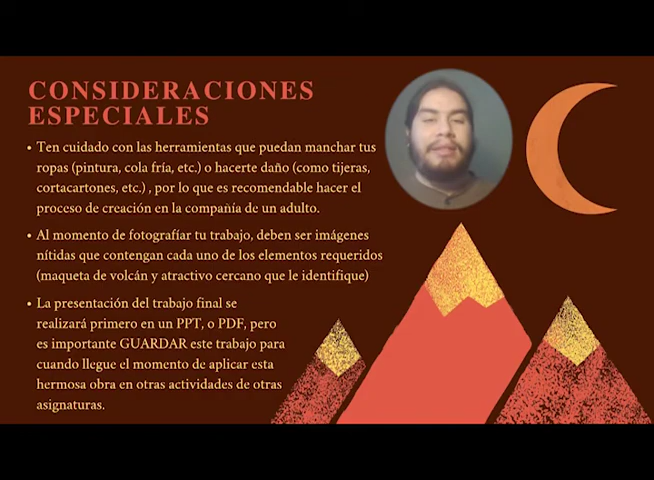 CONSIDERACIONES
ESPECIALES
• Ten cuidado con las herramientas que puedan manchar tus
ropas (pintura, cola fría, etc.) o hacerte daño (como tijeras,
cortacartones, etc.) , por lo que es recomendable hacer el
proceso de creación en la compañía de un adulto.
• Al momento de fotografíar tu trabajo, deben ser imágenes
nítidas que contengan cada uno de los elementos requeridos
(maqueta de volcán y atractivo cercano que le identifique)
• La presentación del trabajo final se
realizará primero en un PPT, o PDF, pero
es importante GUARDAR este trabajo para
cuando llegue el momento de aplicar esta
hermosa obra en otras actividades de otras
asignaturas.